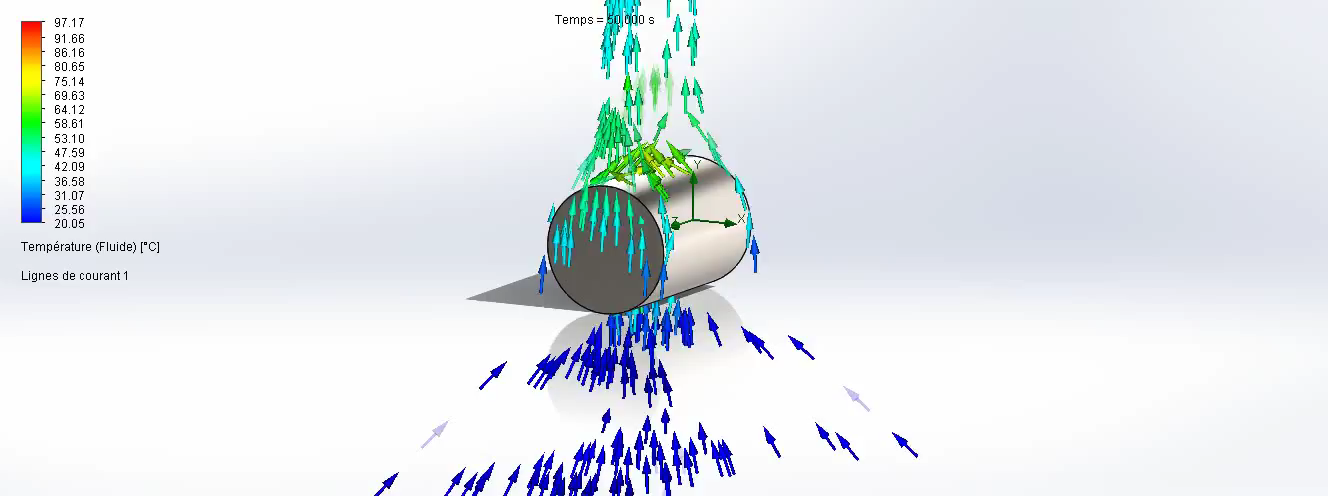 Temps = 50.000 s
97.17
91.66
86.16
80.65
75.14
69.63
64.12
58.61
53.10
47.59
42.09
36.58
31.07
25.56
20.05
Température (Fluide) [°C]
Lignes de courant 1
Y
Z
X